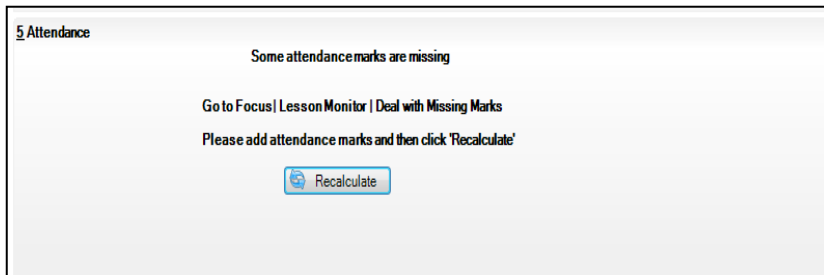 5 Attendance
Some attendance marks are missing
Go to Focus | Lesson Monitor | Deal with Missing Marks
Please add attendance marks and then click 'Recalculate'
Recalculate